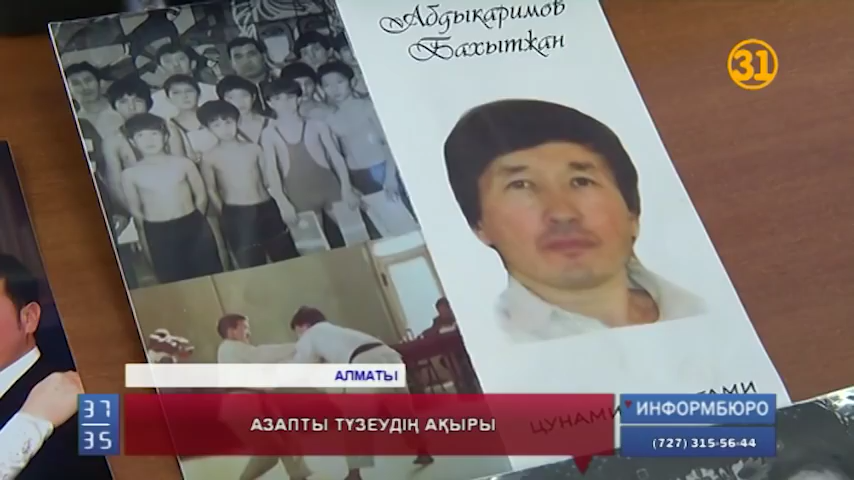 Абдыкаримов
Бахытжан
31
АЛМАТЫ
37
35
АЗАПТЫ ТҮЗЕУДІҢ АҚЫРЫ
ЦУНАМИ
ИНФОРМБЮРО
(727) 315-56-44